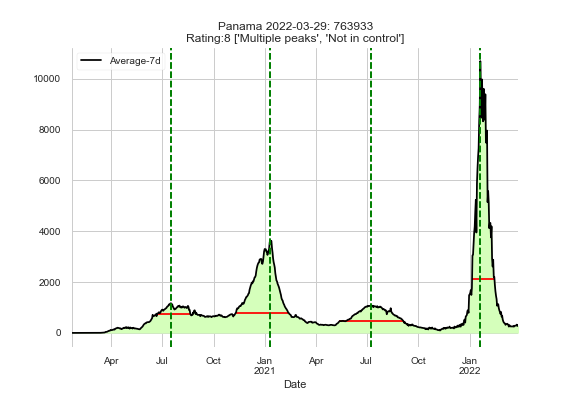 Panama 2022-03-29: 763933
Rating:8 ['Multiple peaks', 'Not in control']
Average-7d
10000
8000
6000
4000
2000
0
Apr
Jul
Oct
Jan
2021
Apr
Jul
Oct
Jan
2022
Date